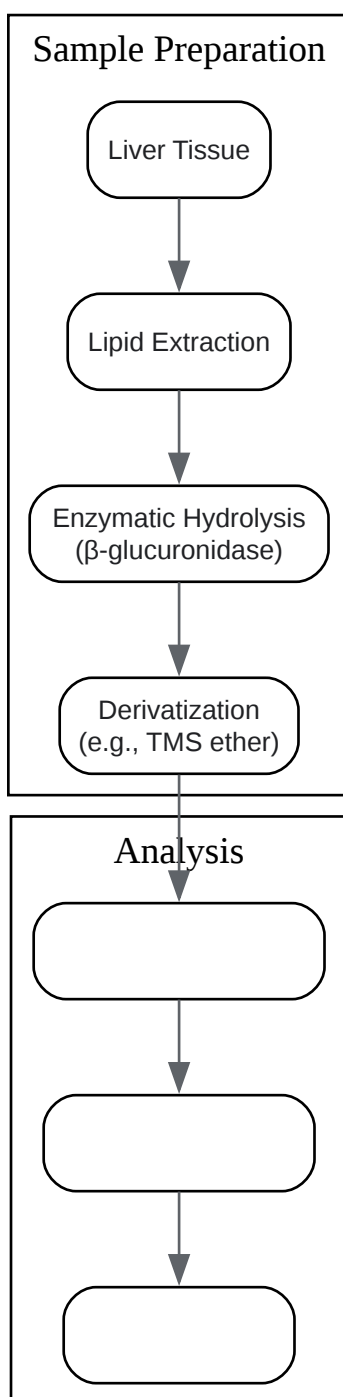 Sample Preparation
Liver Tissue
Lipid Extraction
Enzymatic Hydrolysis
(β-glucuronidase)
Derivatization
(e.g., TMS ether)
Analysis